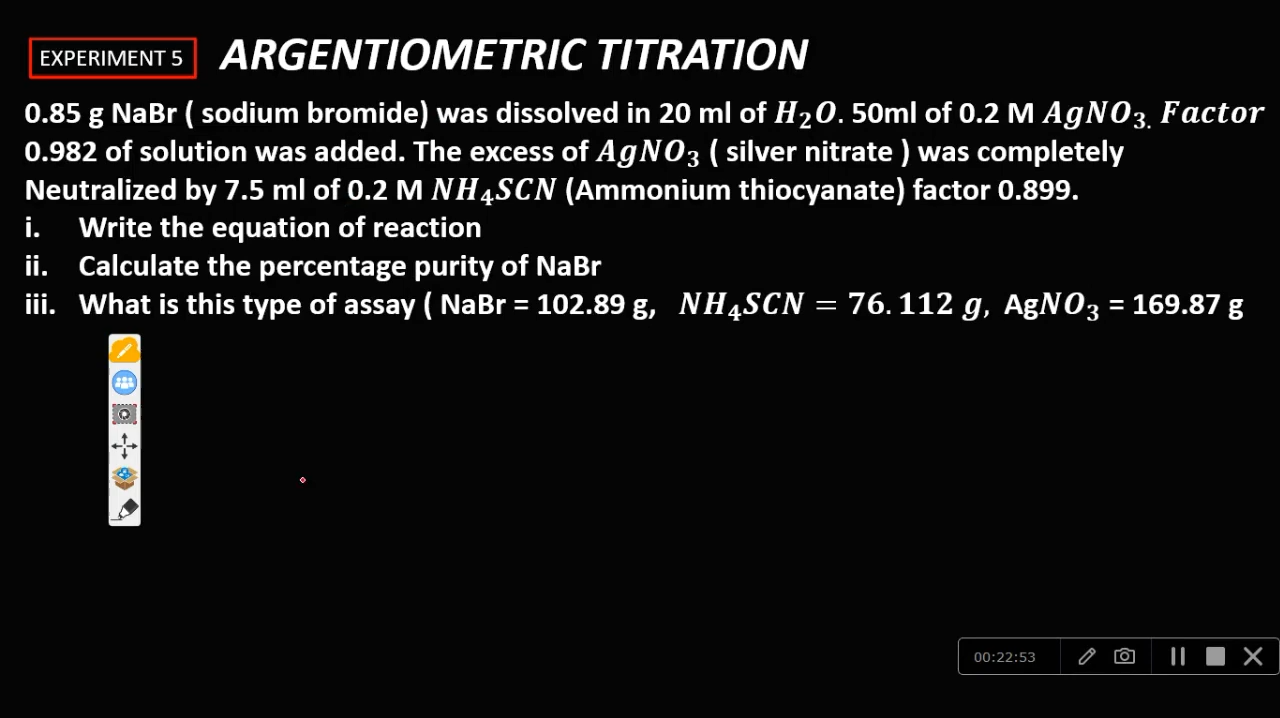 EXPERIMENT 5 ARGENTIOMETRIC TITRATION
0.85 g NaBr ( sodium bromide) was dissolved in 20 ml of H₂O. 50ml of 0.2 M AgNO₃. Factor
0.982 of solution was added. The excess of AgNO₃ ( silver nitrate ) was completely
Neutralized by 7.5 ml of 0.2 M NH₄SCN (Ammonium thiocyanate) factor 0.899.
i. Write the equation of reaction
ii. Calculate the percentage purity of NaBr
iii. What is this type of assay ( NaBr = 102.89 g, NH₄SCN = 76.112 g, AgNO₃ = 169.87 g
00:22:53